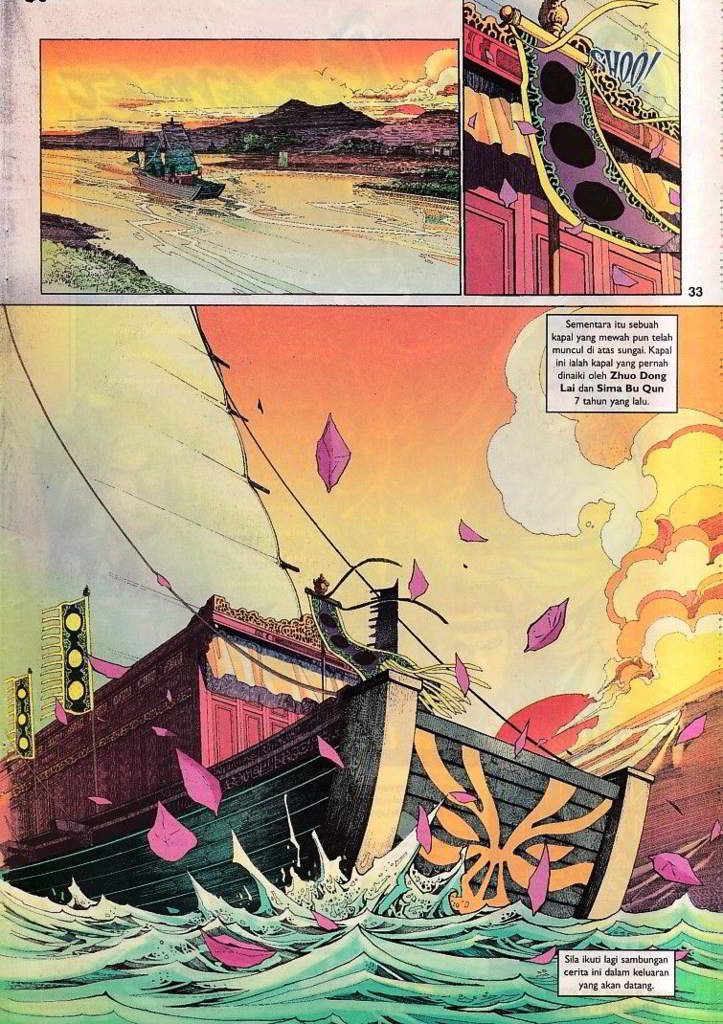 SHOO!
33
Sementara itu sebuah
kapal yang mewah pun telah
muncul di atas sungai. Kapal
ini ialah kapal yang pernah
dinaiki oleh Zhuo Dong
Lai dan Sima Bu Qun
7 tahun yang lalu.
Sila ikuti lagi sambungan
cerita ini dalam keluaran
yang akan datang.